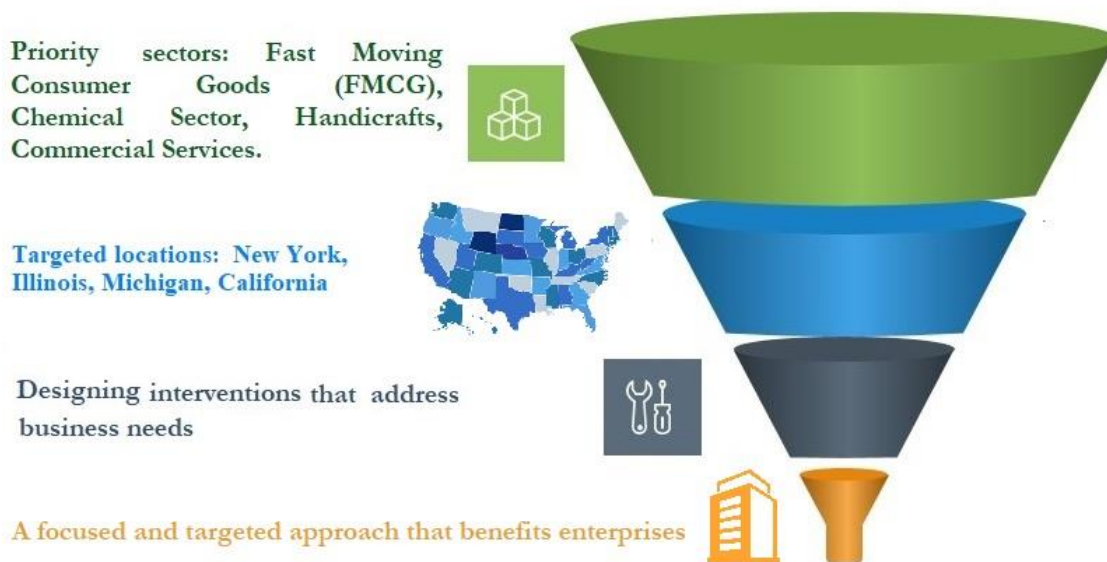 Priority sectors: Fast Moving
Consumer Goods (FMCG),
Chemical Sector, Handicrafts,
Commercial Services.
Targeted locations: New York,
Illinois, Michigan, California
Designing interventions that address
business needs
A focused and targeted approach that benefits enterprises